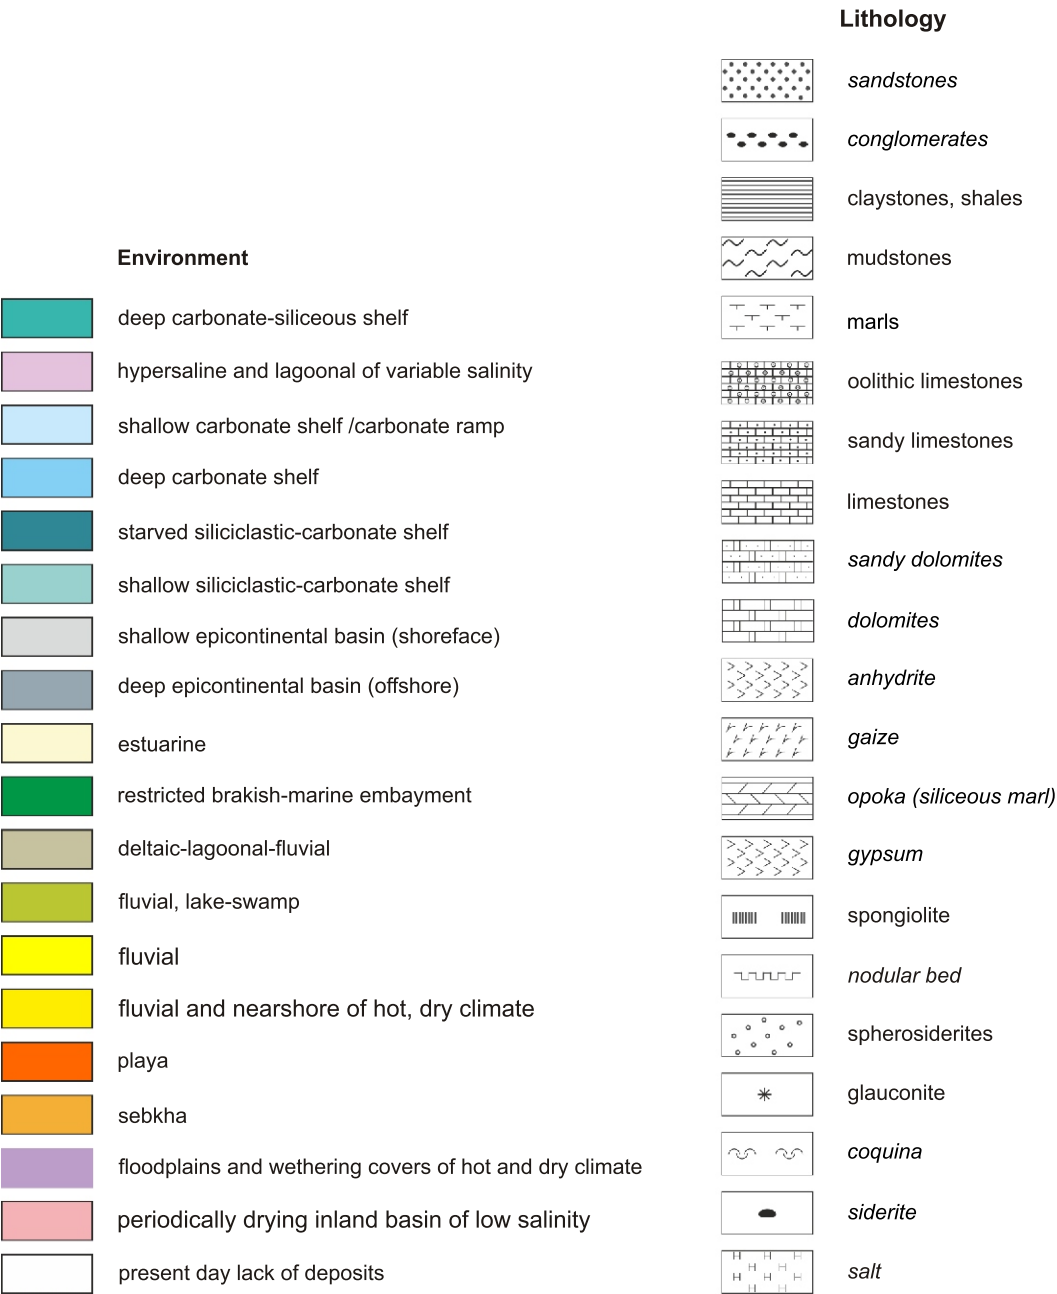 Environment
deep carbonate-siliceous shelf
hypersaline and lagoonal of variable salinity
shallow carbonate shelf /carbonate ramp
deep carbonate shelf
starved siliciclastic-carbonate shelf
shallow siliciclastic-carbonate shelf
shallow epicontinental basin (shoreface)
deep epicontinental basin (offshore)
estuarine
restricted brakish-marine embayment
deltaic-lagoonal-fluvial
fluvial, lake-swamp
fluvial
fluvial and nearshore of hot, dry climate
playa
sebkha
floodplains and wethering covers of hot and dry climate
periodically drying inland basin of low salinity
present day lack of deposits
Lithology
sandstones
conglomerates
claystones, shales
mudstones
marls
oolithic limestones
sandy limestones
limestones
sandy dolomites
dolomites
anhydrite
gaize
opoka (siliceous marl)
gypsum
spongiolite
nodular bed
spherosiderites
glauconite
coquina
siderite
salt